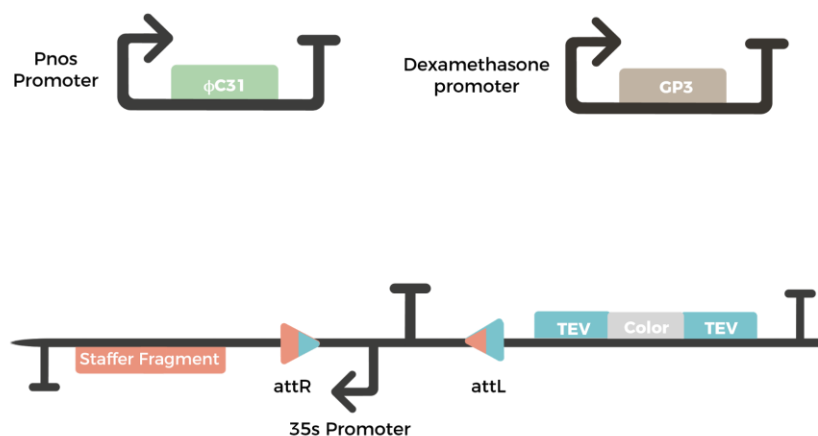 Pnos
Promoter
ϕC31
Dexamethasone
promoter
GP3
TEV
Color
TEV
Staffer Fragment
attR
attL
35s Promoter